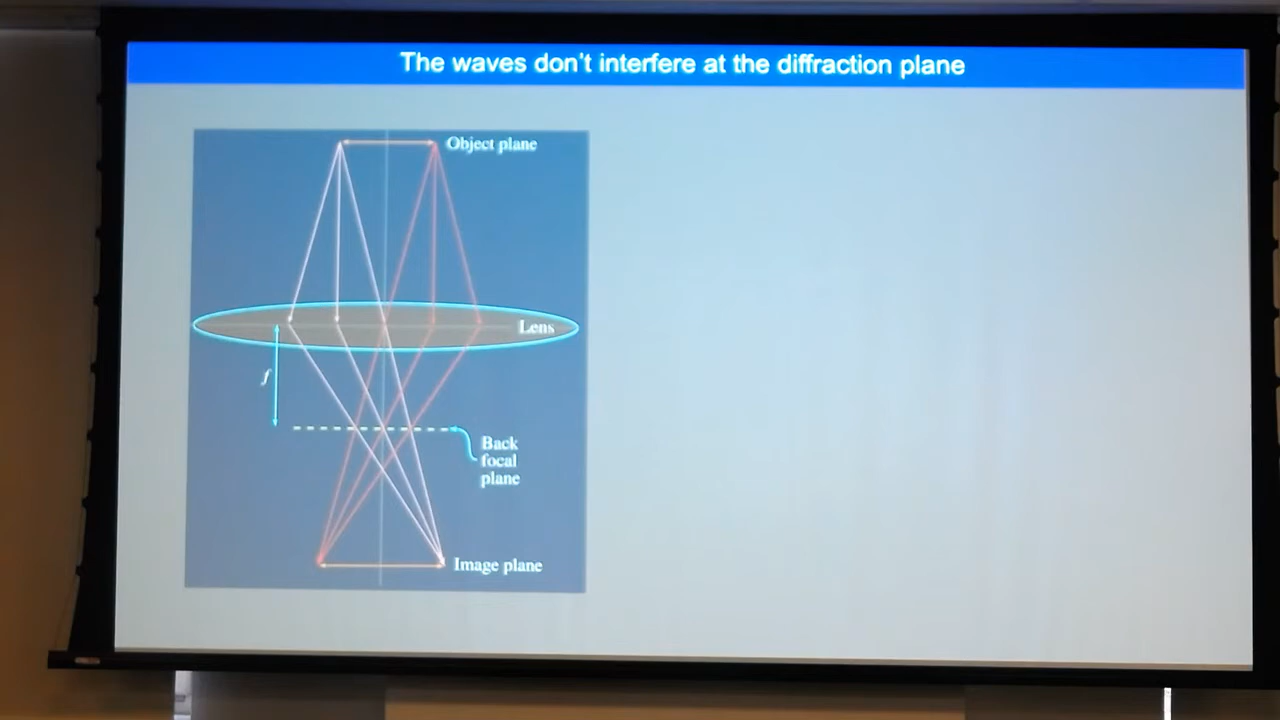 The waves don't interfere at the diffraction plane
Object plane
Lens
f
Back
focal
plane
Image plane